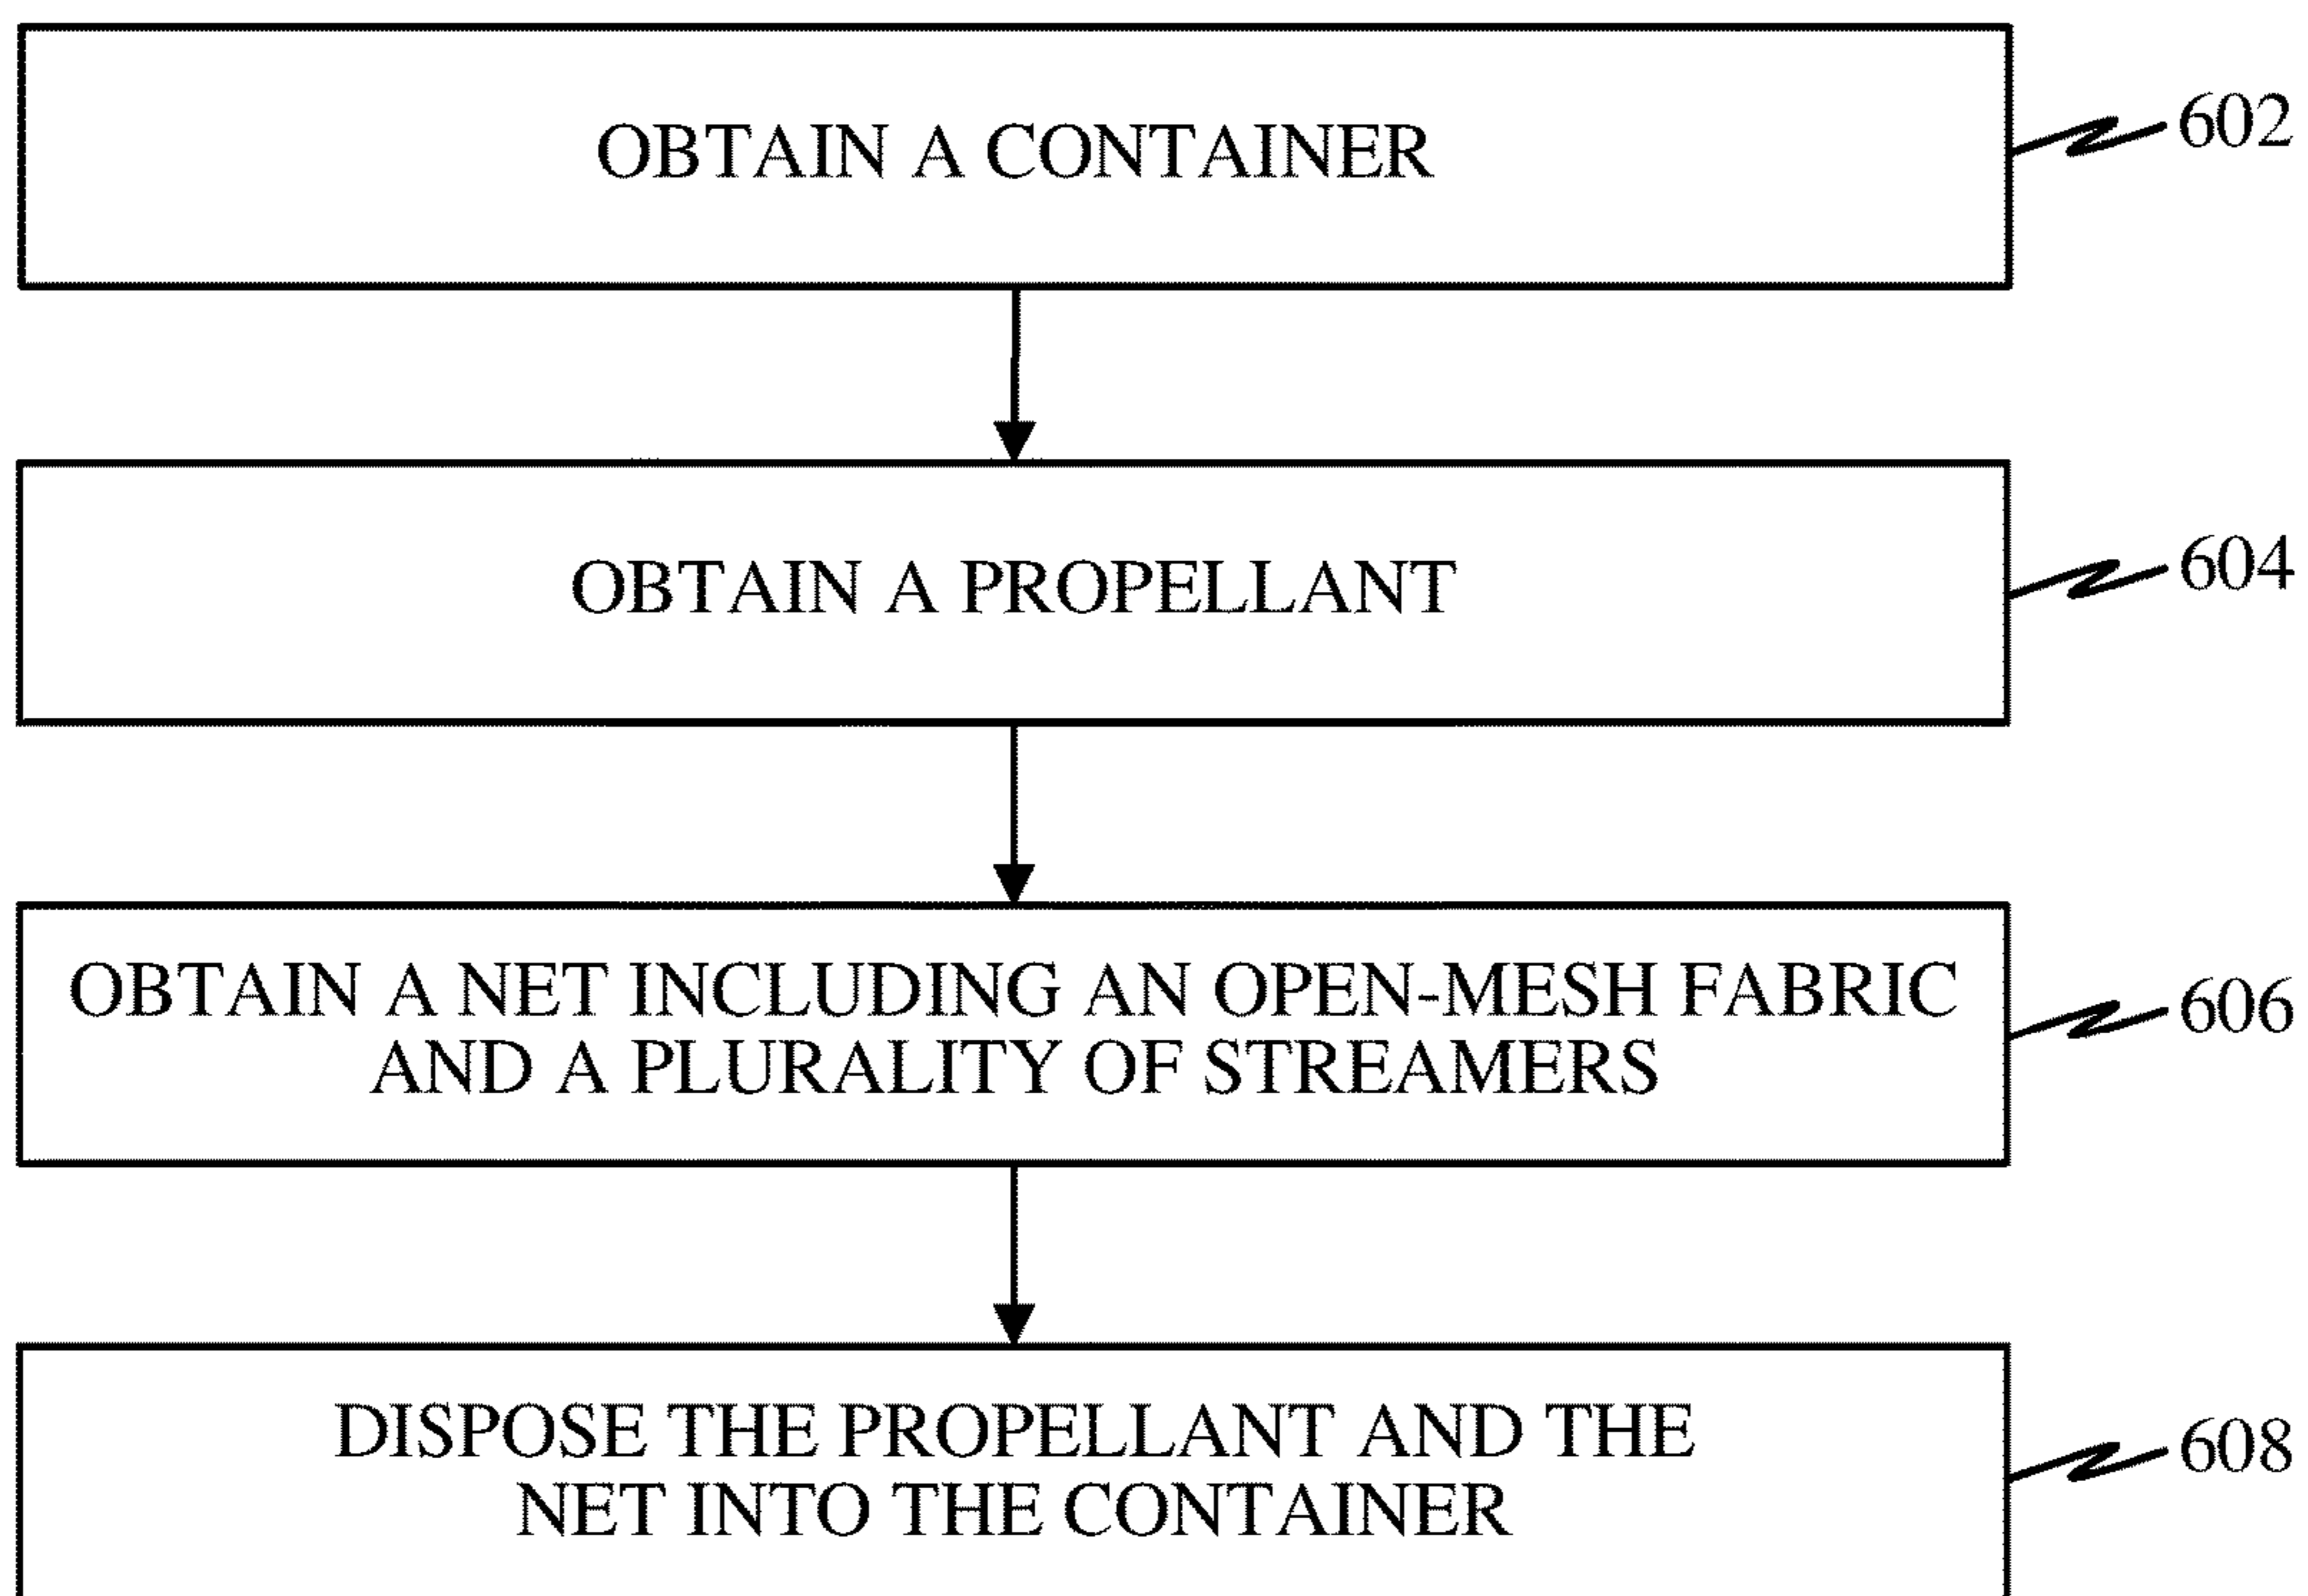 OBTAIN A CONTAINER
602
OBTAIN A PROPELLANT
604
OBTAIN A NET INCLUDING AN OPEN-MESH FABRIC
AND A PLURALITY OF STREAMERS
606
DISPOSE THE PROPELLANT AND THE
NET INTO THE CONTAINER
608